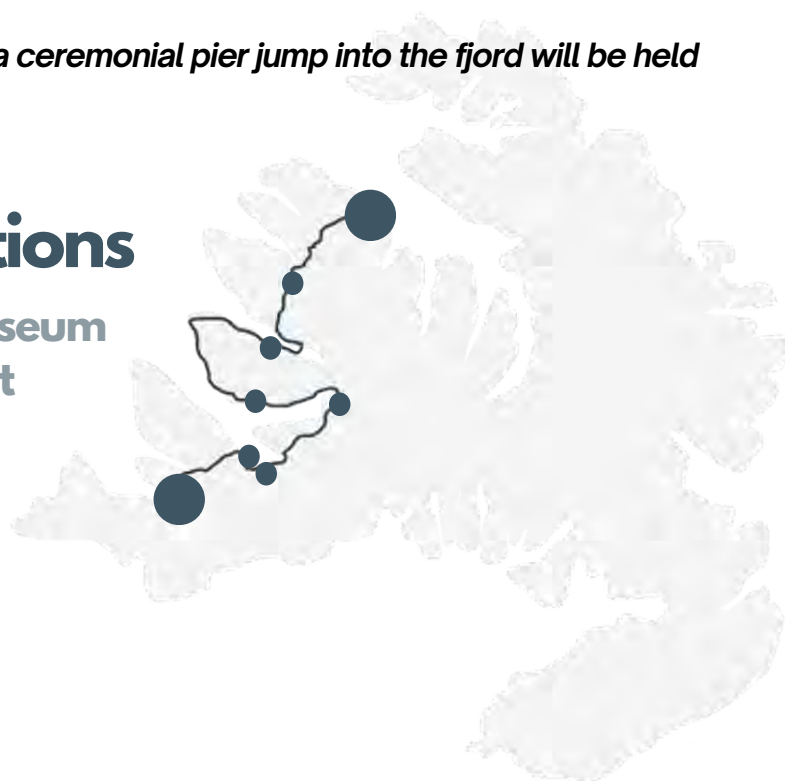 a ceremonial pier jump into the fjord will be held
tions
seum
t